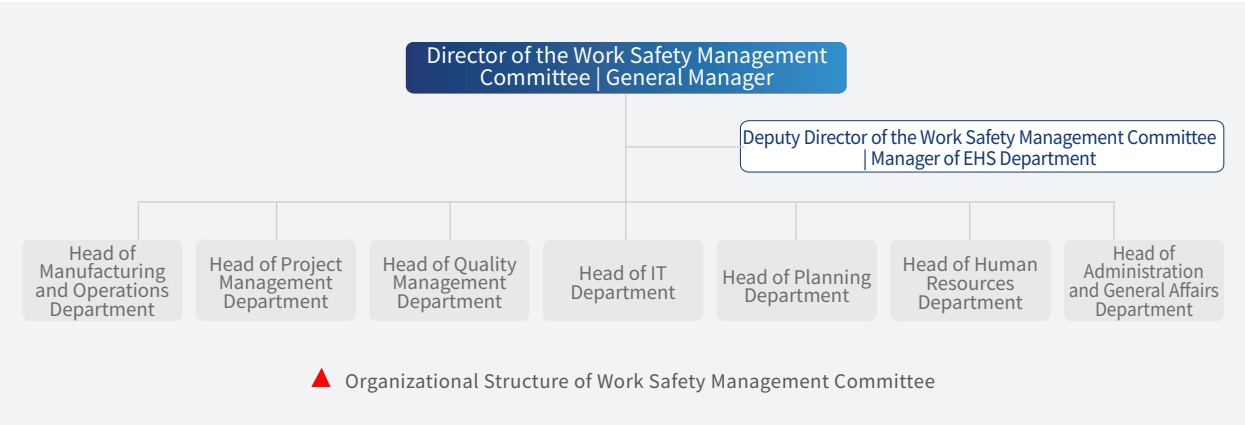 Director of the Work Safety Management
Committee | General Manager
Deputy Director of the Work Safety Management Committee
| Manager of EHS Department
Head of
Manufacturing
and Operations
Department
Head of Project
Management
Department
Head of Quality
Management
Department
Head of IT
Department
Head of Planning
Department
Head of Human
Resources
Department
Head of
Administration
and General Affairs
Department
Organizational Structure of Work Safety Management Committee